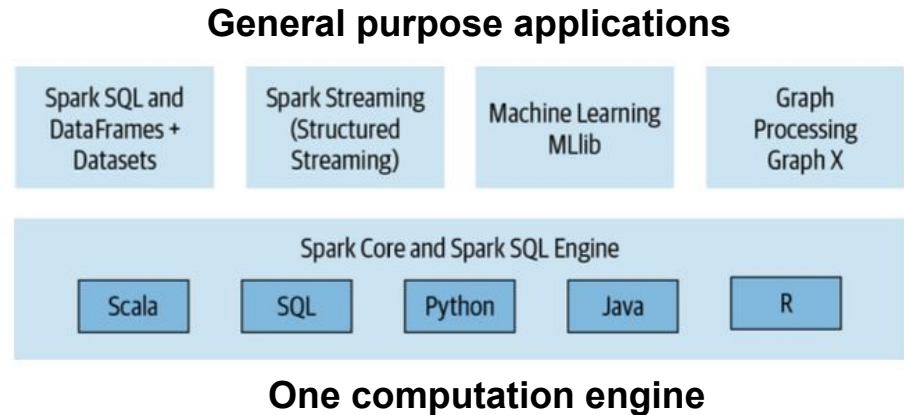 General purpose applications
Spark SQL and
DataFrames +
Datasets
Spark Streaming
(Structured
Streaming)
Machine Learning
MLlib
Graph
Processing
Graph X
Spark Core and Spark SQL Engine
Scala
SQL
Python
Java
R
One computation engine